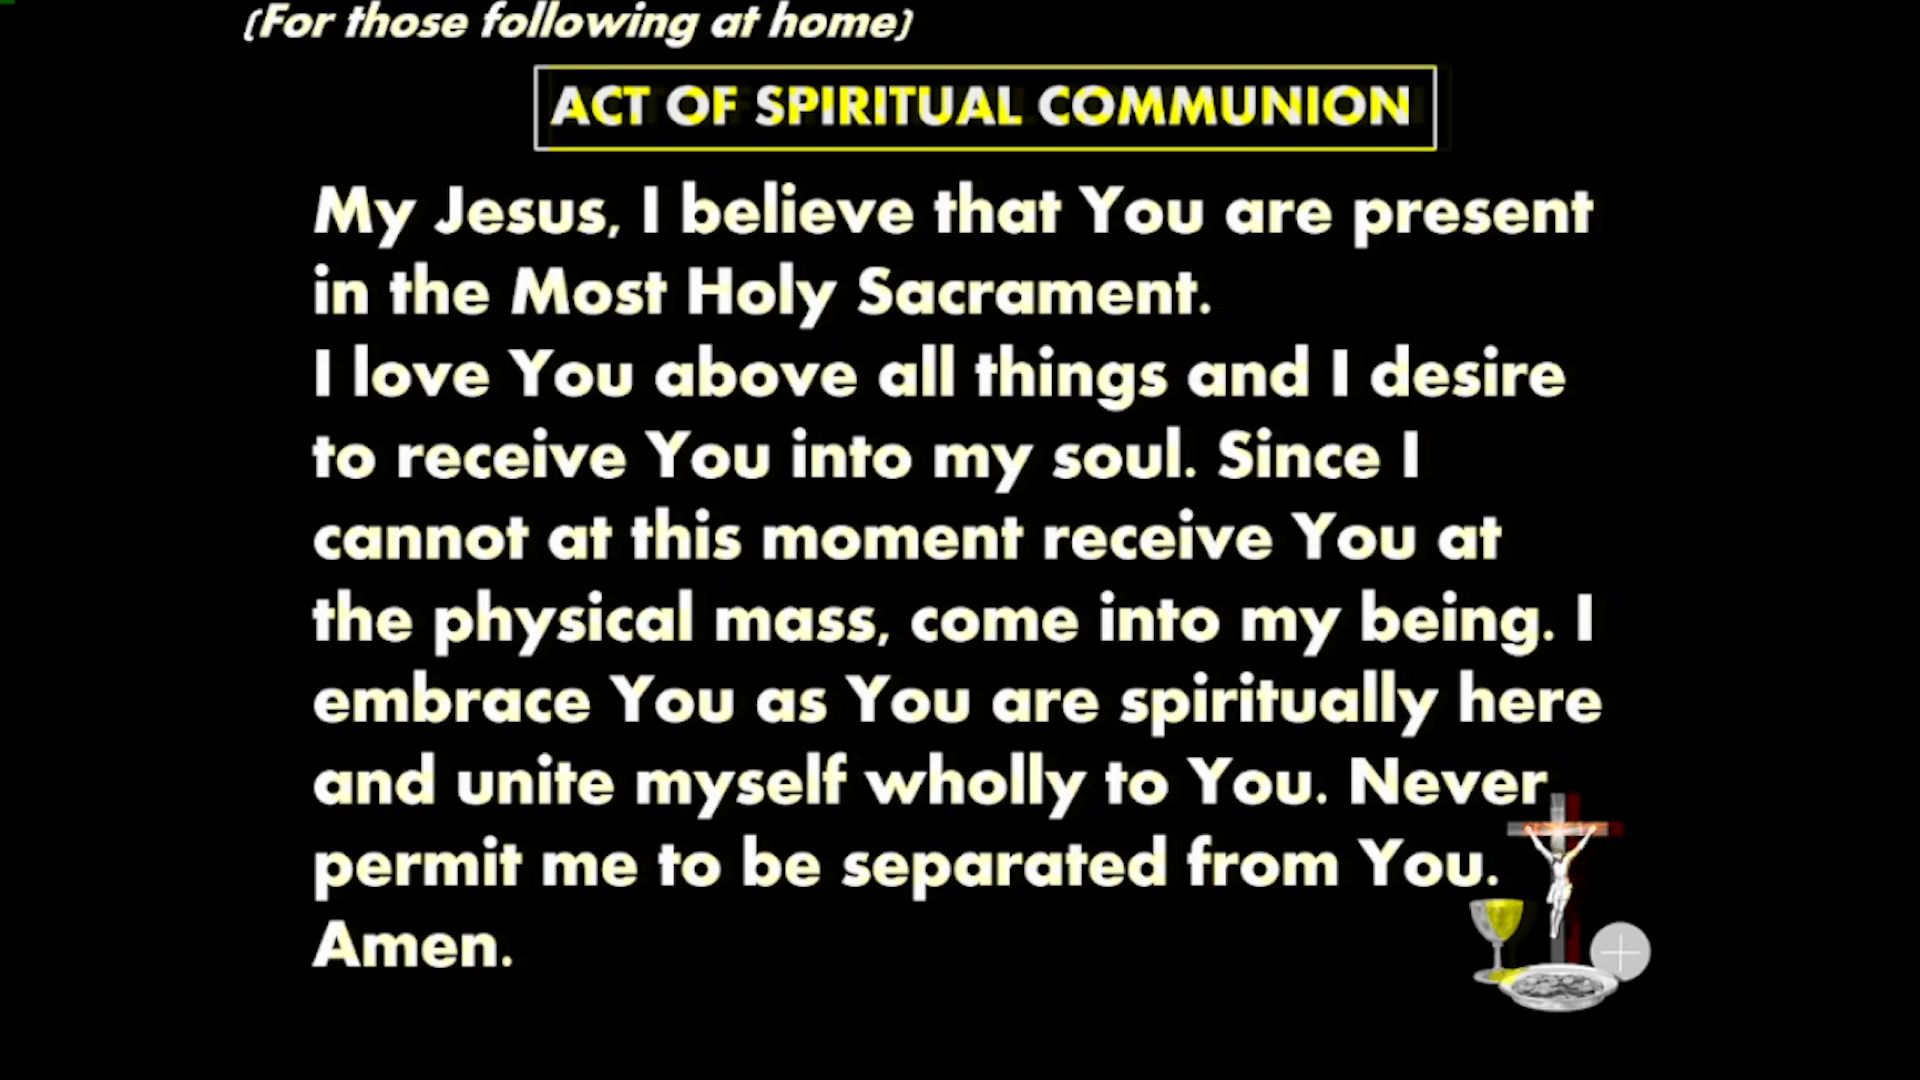 (For those following at home)
ACT OF SPIRITUAL COMMUNION
My Jesus, I believe that You are present
in the Most Holy Sacrament.
I love You above all things and I desire
to receive You into my soul. Since I
cannot at this moment receive You at
the physical mass, come into my being. I
embrace You as You are spiritually here
and unite myself wholly to You. Never
permit me to be separated from You.
Amen.